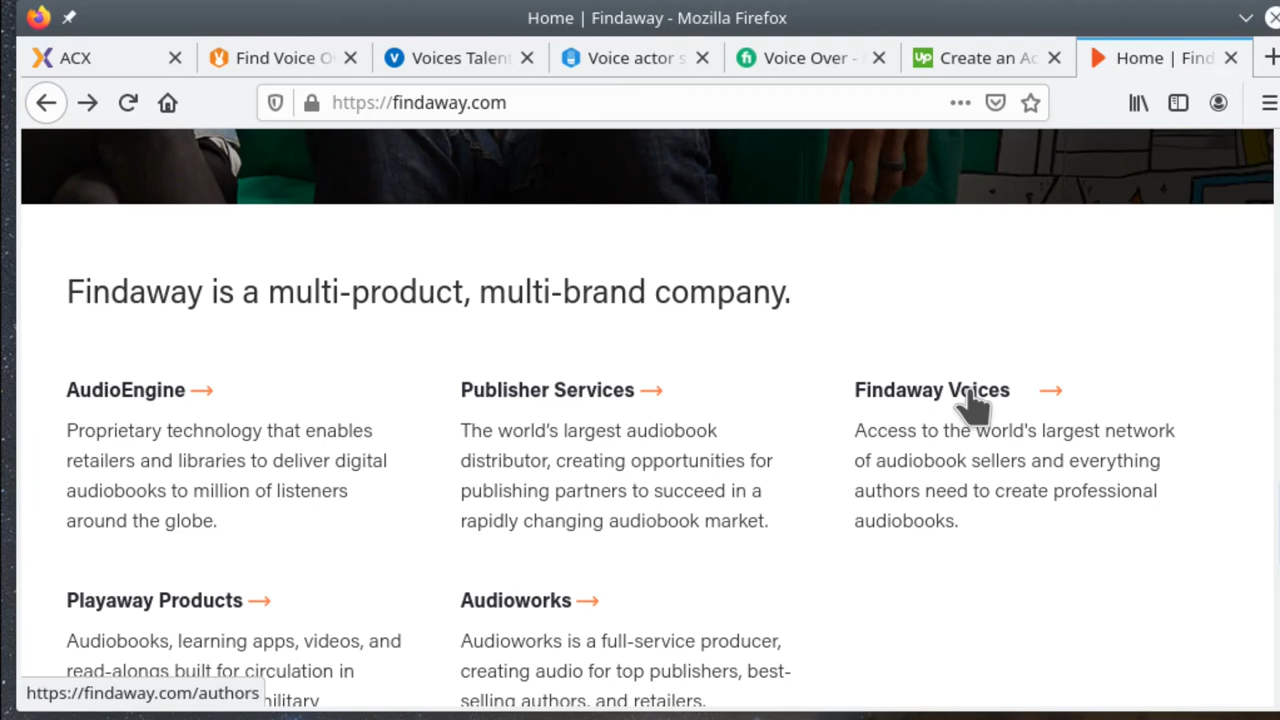 Home | Findaway - Mozilla Firefox
ACX
Find Voice O
Voices Talen
Voice actor s
Voice Over -
Create an Ac
Home | Find
https://findaway.com
Findaway is a multi-product, multi-brand company.
AudioEngine →
Proprietary technology that enables
retailers and libraries to deliver digital
audiobooks to million of listeners
around the globe.
Publisher Services →
The world’s largest audiobook
distributor, creating opportunities for
publishing partners to succeed in a
rapidly changing audiobook market.
Findaway Voices →
Access to the world's largest network
of audiobook sellers and everything
authors need to create professional
audiobooks.
Playaway Products →
Audiobooks, learning apps, videos, and
read-alongs built for circulation in
Audioworks →
Audioworks is a full-service producer,
creating audio for top publishers, best-
selling authors, and retailers.
https://findaway.com/authors